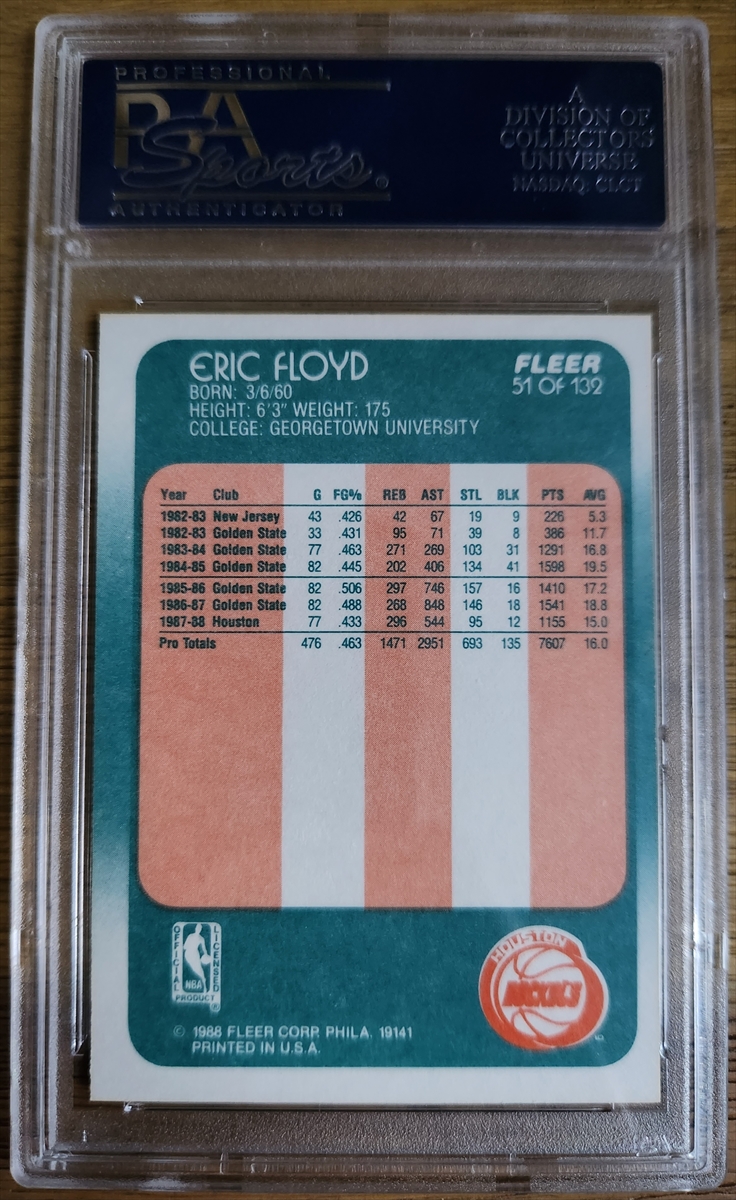 PROFESSIONAL
PSA
Sports
AUTHENTICATOR
A
DIVISION OF
COLLECTORS
UNIVERSE
NASDAQ: CLCT
ERIC FLOYD
BORN: 3/6/60
HEIGHT: 6'3" WEIGHT: 175
COLLEGE: GEORGETOWN UNIVERSITY
FLEER
51 OF 132
Year Club G FG% REB AST STL BLK PTS AVG
1982-83 New Jersey 43 .426 42 67 19 9 226 5.3
1982-83 Golden State 33 .431 95 71 39 8 386 11.7
1983-84 Golden State 77 .463 271 269 103 31 1291 16.8
1984-85 Golden State 82 .445 202 406 134 41 1598 19.5
1985-86 Golden State 82 .506 297 746 157 16 1410 17.2
1986-87 Golden State 82 .488 268 848 146 18 1541 18.8
1987-88 Houston 77 .433 296 544 95 12 1155 15.0
Pro Totals 476 .463 1471 2951 693 135 7607 16.0
OFFICIAL
LICENSED
NBA
PRODUCT
®
HOUSTON
ROCKETS
© 1988 FLEER CORP. PHILA. 19141
PRINTED IN U.S.A.